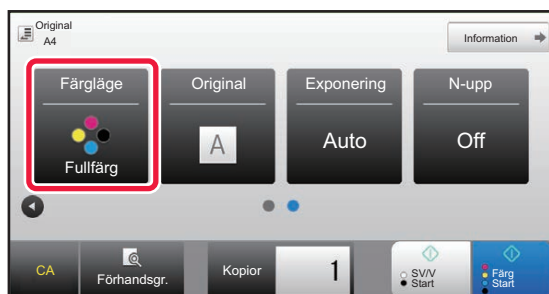 Original
A4
Information
Färgläge
Original
Exponering
N-upp
Fullfärg
A
Auto
Off
CA
Förhandsgr.
Kopior
1
SV/V
Start
Färg
Start